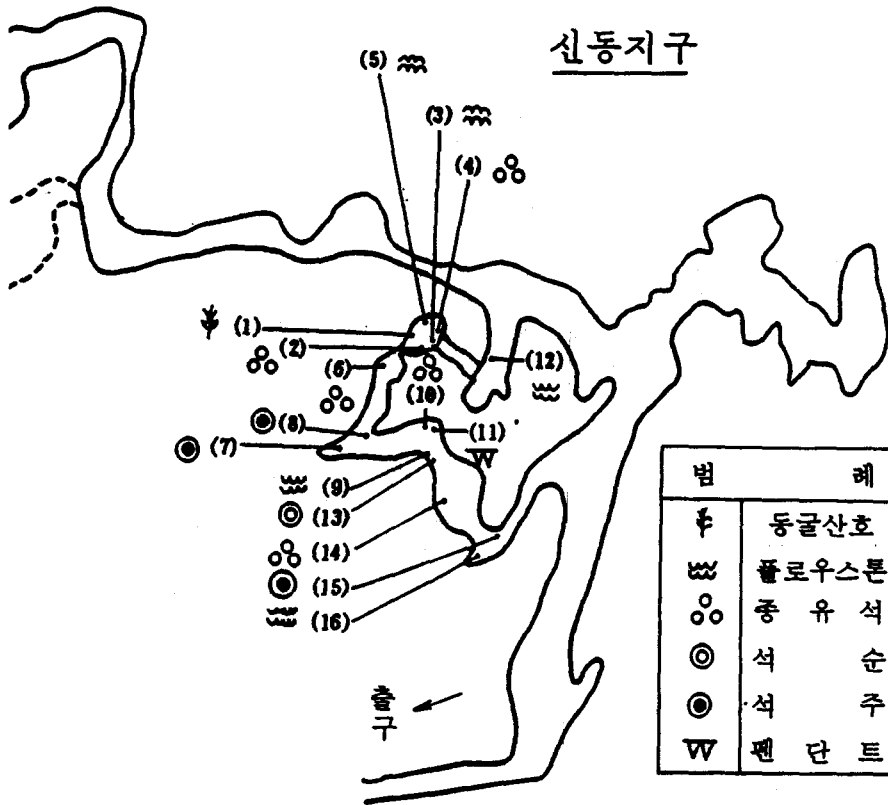 신동지구
(5)
(3)
(4)
(1)
(2)
(6)
(12)
(10)
(8)
(11)
(7)
(9)
(13)
(14)
(15)
(16)
출구
범 례
동굴산호
플로우스톤
종 유 석
석 순
석 주
펜 단 트